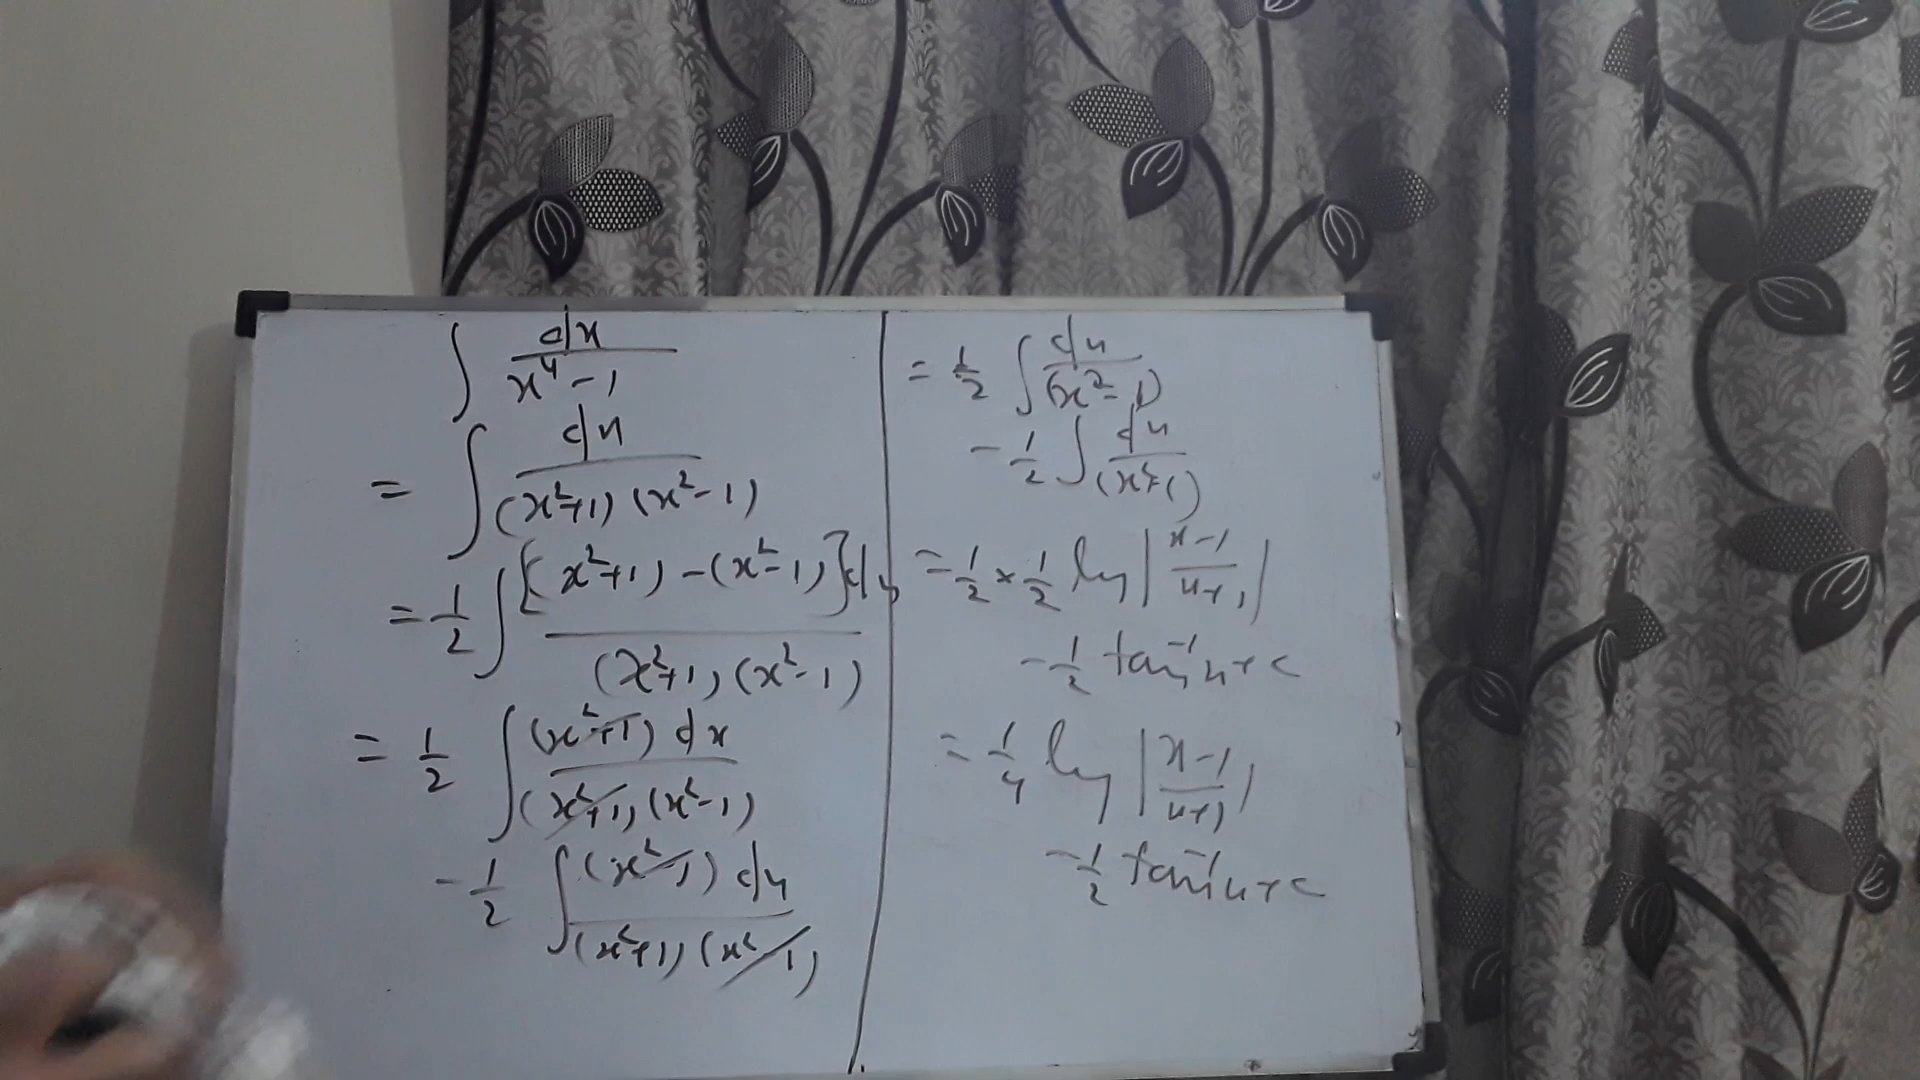 ∫ dx / (x⁴ - 1)
= ∫ dx / (x²+1) (x²-1)
= 1/2 ∫ [(x²+1) - (x²-1)] dx / (x²+1) (x²-1)
= 1/2 ∫ (x²+1) dx / (x²+1) (x²-1)
- 1/2 ∫ (x²-1) dx / (x²+1) (x²-1)
= 1/2 ∫ dx / (x²-1)
- 1/2 ∫ dx / (x²+1)
= 1/2 × 1/2 log |x-1 / x+1|
- 1/2 tan⁻¹ x + c
= 1/4 log |x-1 / x+1|
- 1/2 tan⁻¹ x + c